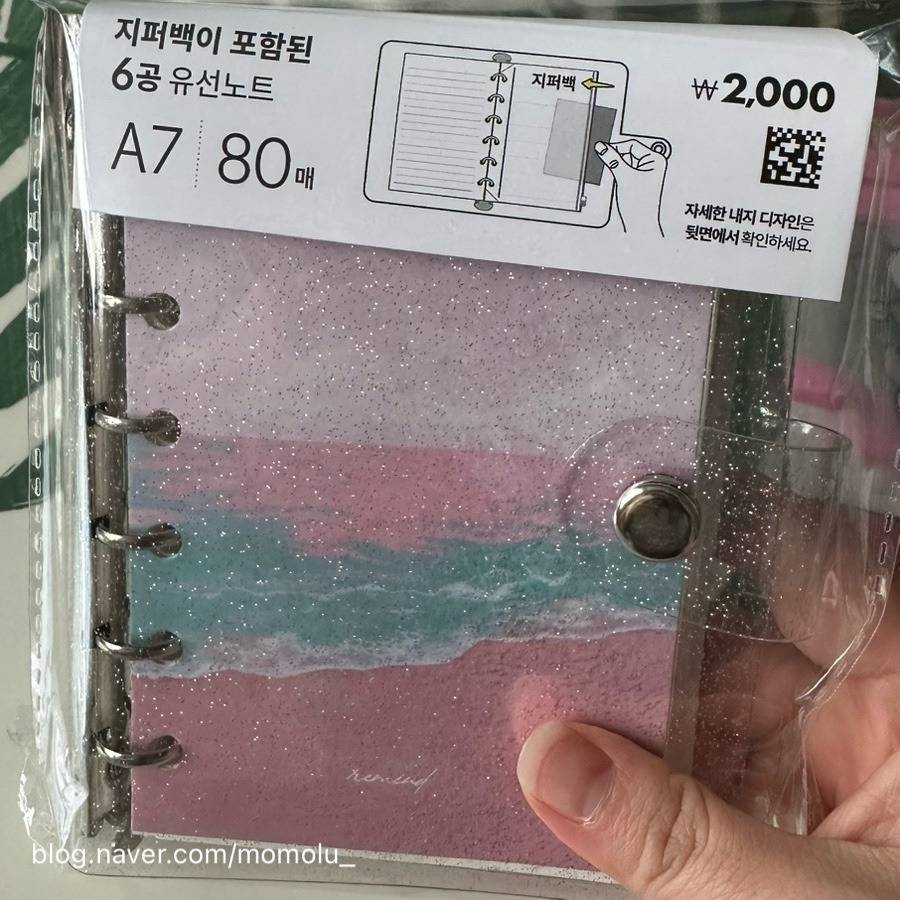 지퍼백이 포함된
6공 유선노트
A7 80매
지퍼백
₩2,000
자세한 내지 디자인은
뒷면에서 확인하세요.
remind
blog.naver.com/momolu_